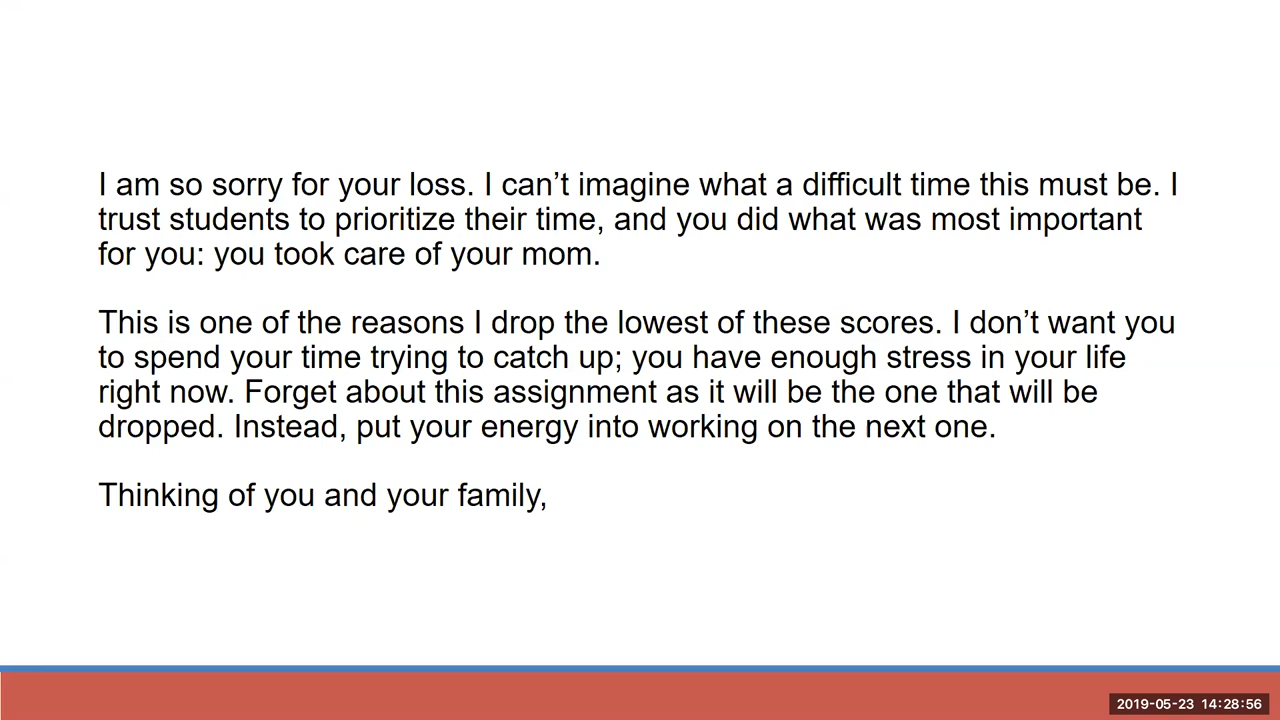 I am so sorry for your loss. I can’t imagine what a difficult time this must be. I
trust students to prioritize their time, and you did what was most important
for you: you took care of your mom.
This is one of the reasons I drop the lowest of these scores. I don’t want you
to spend your time trying to catch up; you have enough stress in your life
right now. Forget about this assignment as it will be the one that will be
dropped. Instead, put your energy into working on the next one.
Thinking of you and your family,
2019-05-23 14:28:56